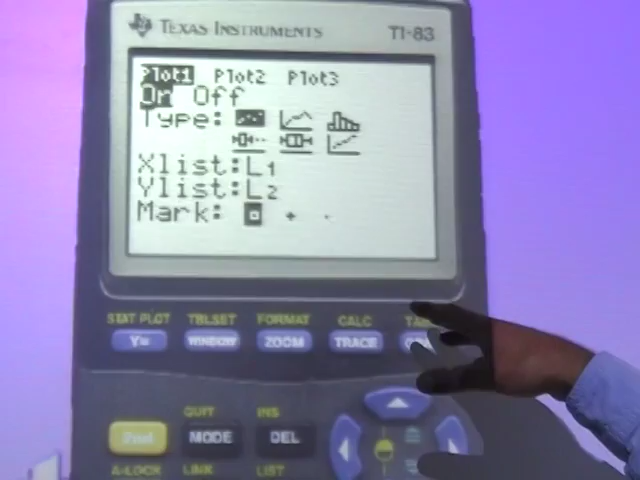 TEXAS INSTRUMENTS TI-83
Plot1 Plot2 Plot3
On Off
Type:
Xlist:L1
Ylist:L2
Mark: + ·
STAT PLOT TBLSET FORMAT CALC
Y= WINDOW ZOOM TRACE
QUIT INS
2nd MODE DEL
A-LOCK LINK LIST